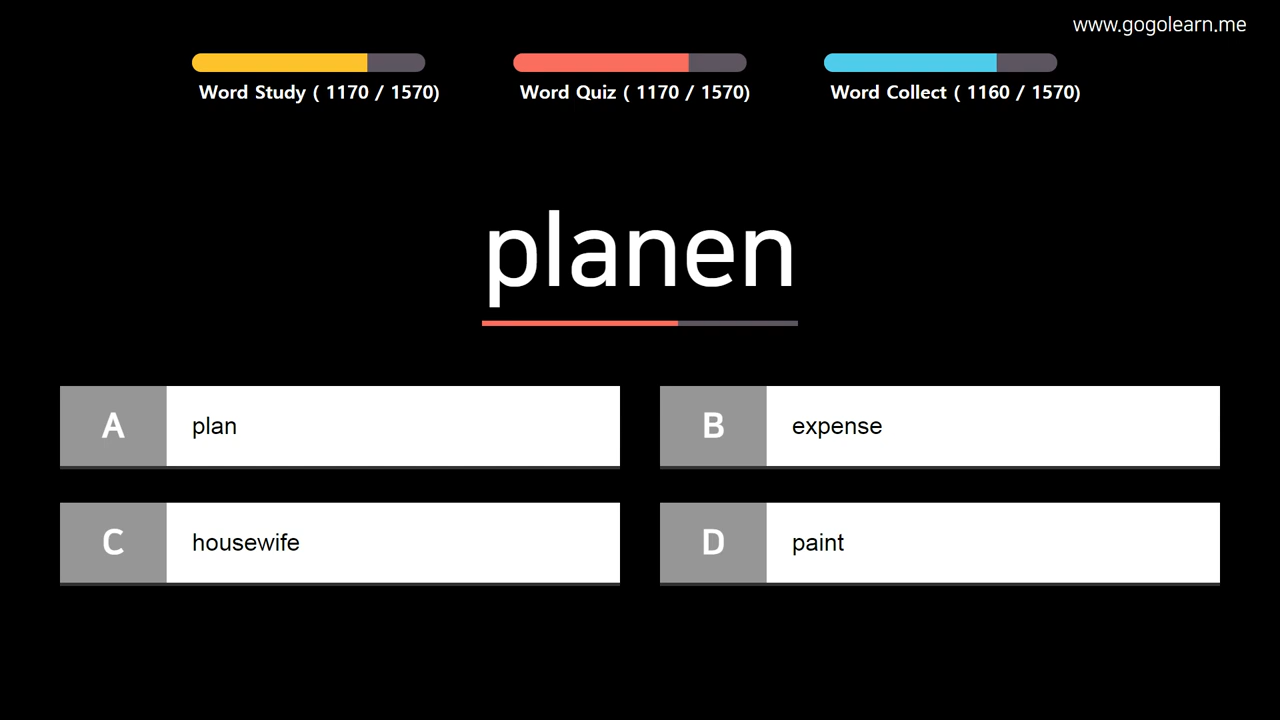 www.gogolearn.me
Word Study ( 1170 / 1570)
Word Quiz ( 1170 / 1570)
Word Collect ( 1160 / 1570)
planen
A plan
B expense
C housewife
D paint